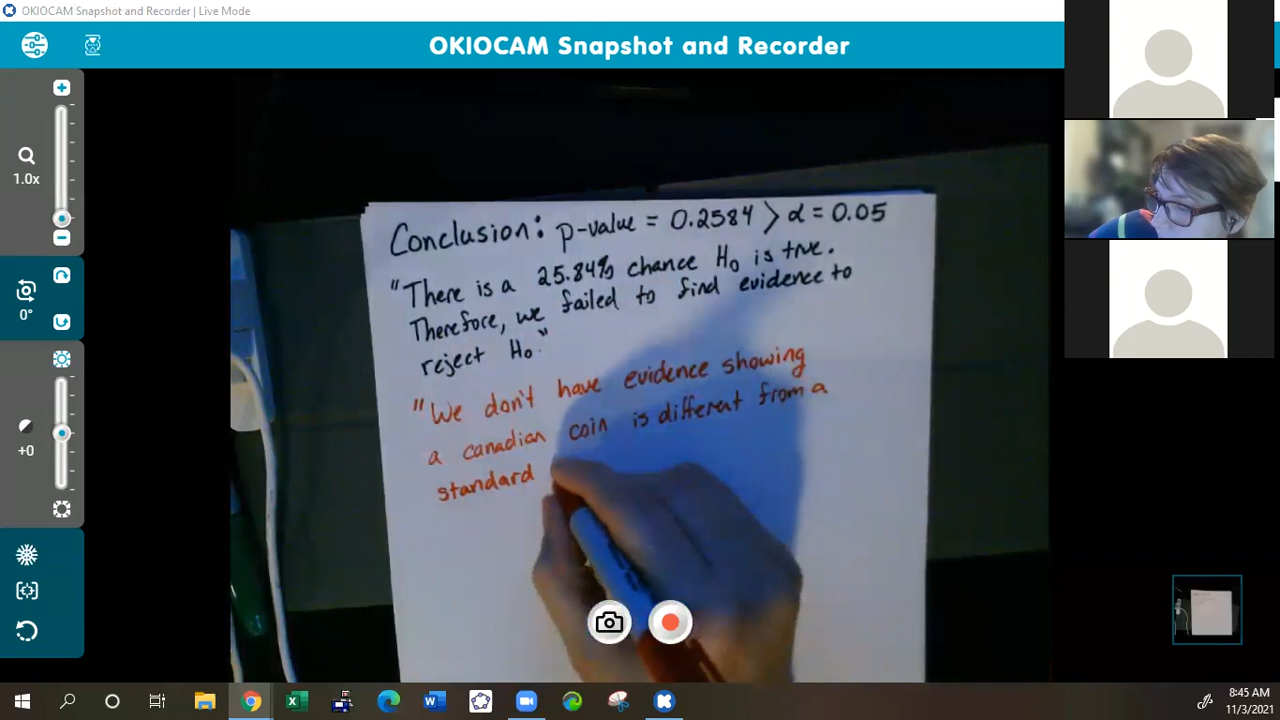 OKIOCAM Snapshot and Recorder | Live Mode
OKIOCAM Snapshot and Recorder
1.0x
0°
+0
Conclusion: p-value = 0.2584 > α = 0.05
"There is a 25.84% chance H₀ is true.
Therefore, we failed to find evidence to
reject H₀."
"We don't have evidence showing
a canadian coin is different from a
standard
8:45 AM
11/3/2021